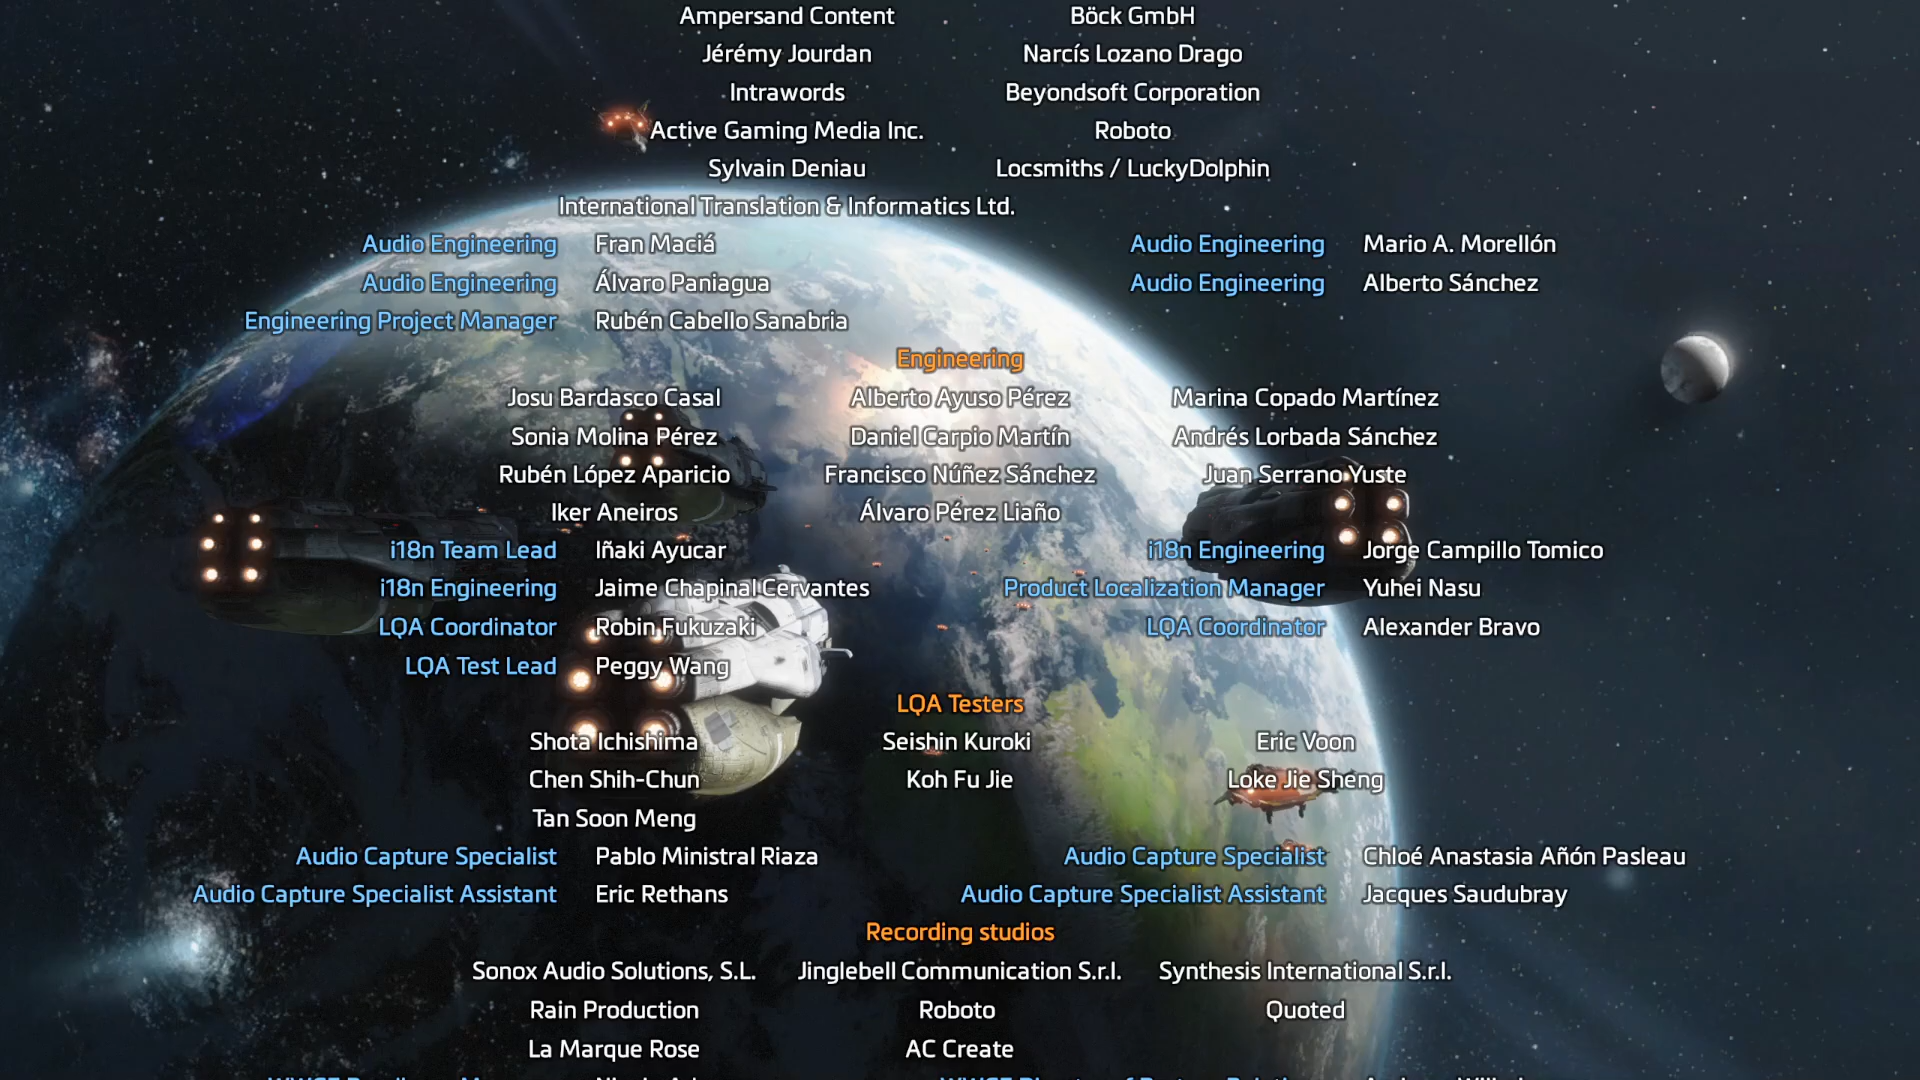 Ampersand Content Böck GmbH
Jérémy Jourdan Narcís Lozano Drago
Intrawords Beyondsoft Corporation
Active Gaming Media Inc. Roboto
Sylvain Deniau Locsmiths / LuckyDolphin
International Translation & Informatics Ltd.
Audio Engineering Fran Maciá Audio Engineering Mario A. Morellón
Audio Engineering Álvaro Paniagua Audio Engineering Alberto Sánchez
Engineering Project Manager Rubén Cabello Sanabria
Engineering
Josu Bardasco Casal Alberto Ayuso Pérez Marina Copado Martínez
Sonia Molina Pérez Daniel Carpio Martín Andrés Lorbada Sánchez
Rubén López Aparicio Francisco Núñez Sánchez Juan Serrano Yuste
Iker Aneiros Álvaro Pérez Liaño
i18n Team Lead Iñaki Ayucar i18n Engineering Jorge Campillo Tomico
i18n Engineering Jaime Chapinal Cervantes Product Localization Manager Yuhei Nasu
LQA Coordinator Robin Fukuzaki LQA Coordinator Alexander Bravo
LQA Test Lead Peggy Wang
LQA Testers
Shota Ichishima Seishin Kuroki Eric Voon
Chen Shih-Chun Koh Fu Jie Loke Jie Sheng
Tan Soon Meng
Audio Capture Specialist Pablo Ministral Riaza Audio Capture Specialist Chloé Anastasia Añón Pasleau
Audio Capture Specialist Assistant Eric Rethans Audio Capture Specialist Assistant Jacques Saudubray
Recording studios
Sonox Audio Solutions, S.L. Jinglebell Communication S.r.l. Synthesis International S.r.l.
Rain Production Roboto Quoted
La Marque Rose AC Create